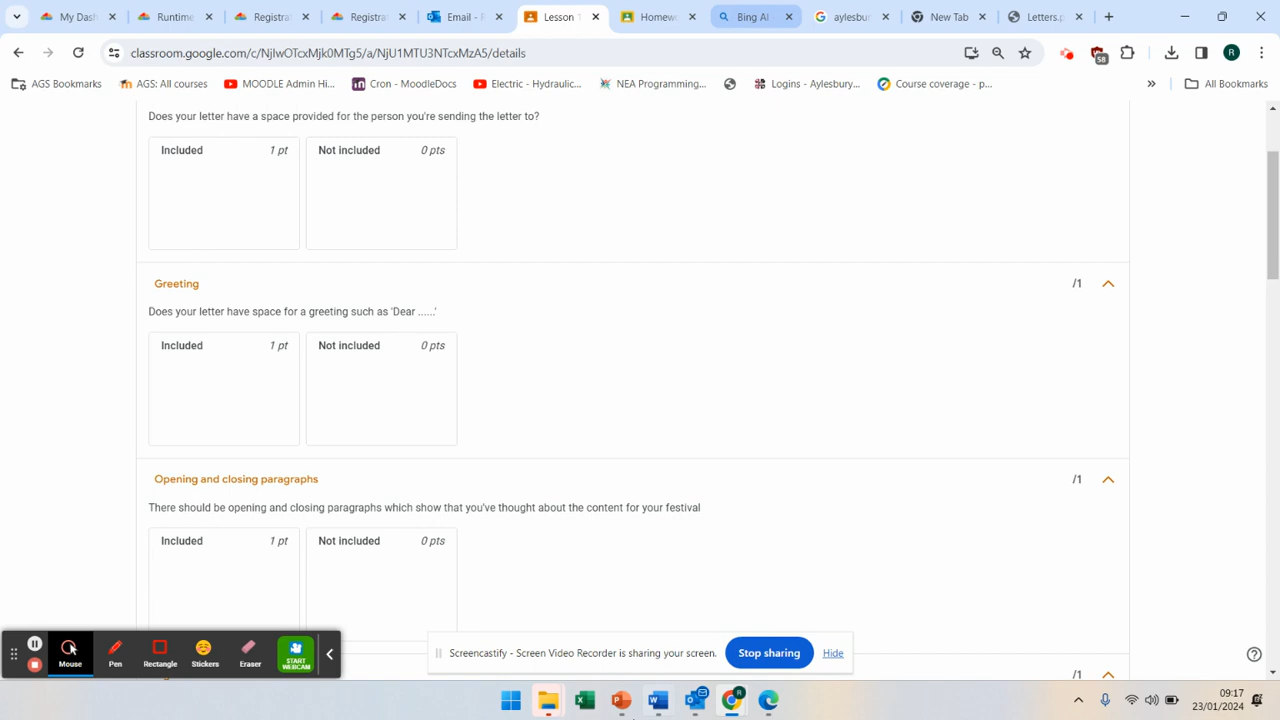 My Dash
Runtime
Registra
Registra
Email - R
Lesson 1
Homew
Bing AI
aylesbu
New Tab
Letters.p
classroom.google.com/c/NjIwOTcxMjk0MTg5/a/NjU1MTU3NTcxMzA5/details
58
R
AGS Bookmarks
AGS: All courses
MOODLE Admin Hi...
Cron - MoodleDocs
Electric - Hydraulic...
NEA Programming...
Logins - Aylesbury...
Course coverage - p...
»
All Bookmarks
Does your letter have a space provided for the person you're sending the letter to?
Included 1 pt Not included 0 pts
Greeting /1
Does your letter have space for a greeting such as 'Dear ......'
Included 1 pt Not included 0 pts
Opening and closing paragraphs /1
There should be opening and closing paragraphs which show that you've thought about the content for your festival
Included 1 pt Not included 0 pts
/1
Mouse
Pen
Rectangle
Stickers
Eraser
START WEBCAM
Screencastify - Screen Video Recorder is sharing your screen.
Stop sharing
Hide
09:17
23/01/2024